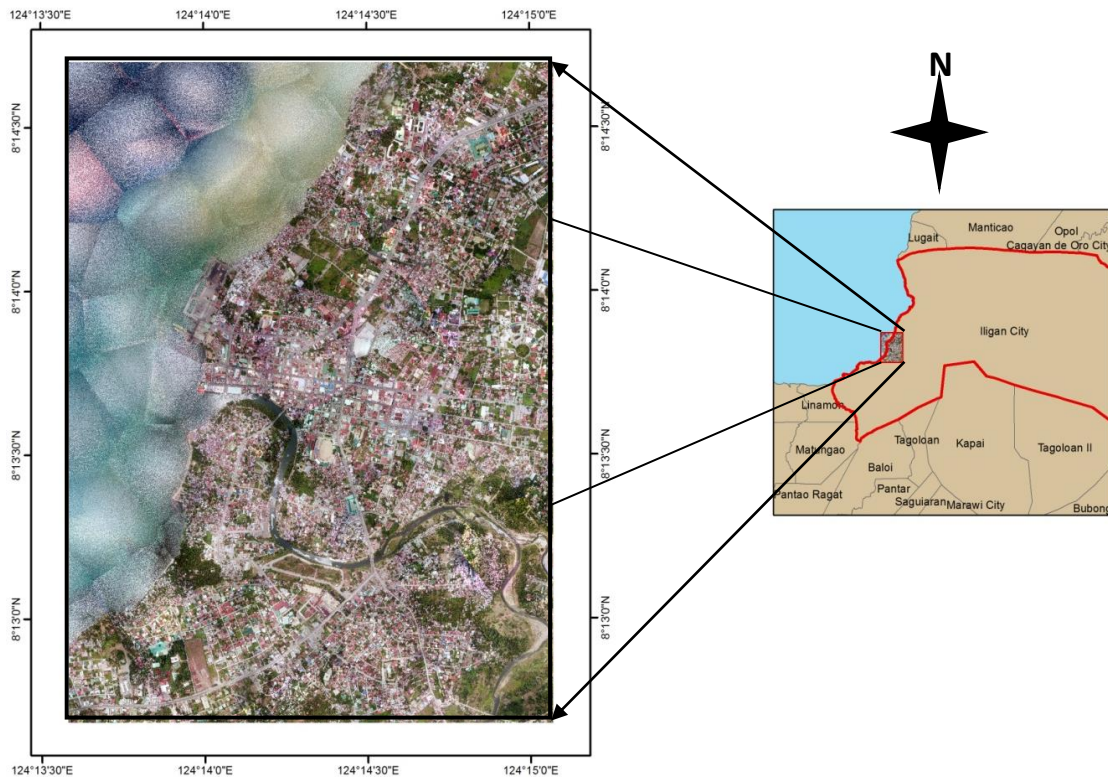 124°13'30"E 124°14'0"E 124°14'30"E 124°15'0"E
8°14'30"N
8°14'0"N
8°13'30"N
8°13'0"N
8°14'30"N
8°14'0"N
8°13'30"N
8°13'0"N
124°13'30"E 124°14'0"E 124°14'30"E 124°15'0"E
N
Manticao
Opol
Lugait
Cagayan de Oro City
Iligan City
Linamon
Tagoloan
Kapai
Tagoloan II
Matungao
Baloi
Pantar
Pantao Ragat
Saguiaran
Marawi City
Bubong